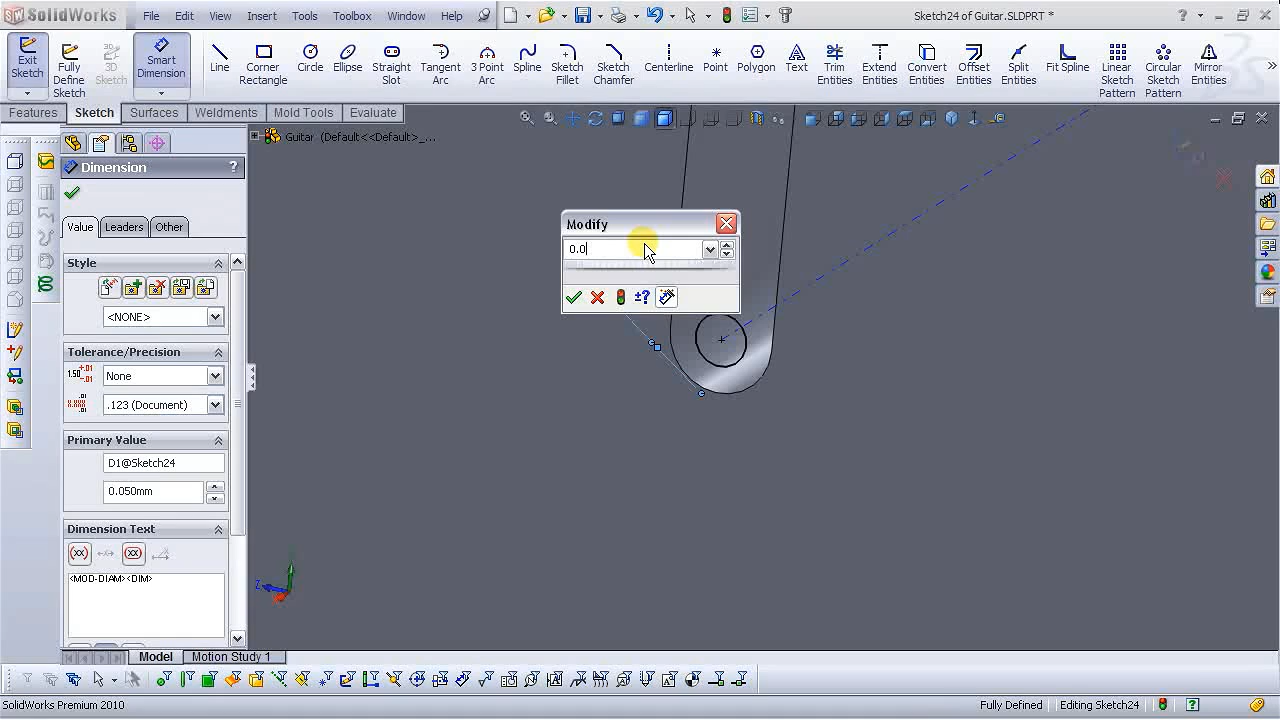 SolidWorks File Edit View Insert Tools Toolbox Window Help Sketch24 of Guitar.SLDPRT *
Exit Sketch
Fully Define Sketch
3D Sketch
Smart Dimension
Line
Corner Rectangle
Circle
Ellipse
Straight Slot
Tangent Arc
3 Point Arc
Spline
Sketch Fillet
Sketch Chamfer
Centerline
Point
Polygon
Text
Trim Entities
Extend Entities
Convert Entities
Offset Entities
Split Entities
Fit Spline
Linear Sketch Pattern
Circular Sketch Pattern
Mirror Entities
Features Sketch Surfaces Weldments Mold Tools Evaluate
Guitar (Default<<Default>_...
Dimension ?
Value Leaders Other
Style
<NONE>
Tolerance/Precision
None
.123 (Document)
Primary Value
D1@Sketch24
0.050mm
Dimension Text
<MOD-DIAM><DIM>
Modify
0.0
±?
Z
Model Motion Study 1
SolidWorks Premium 2010 Fully Defined Editing Sketch24